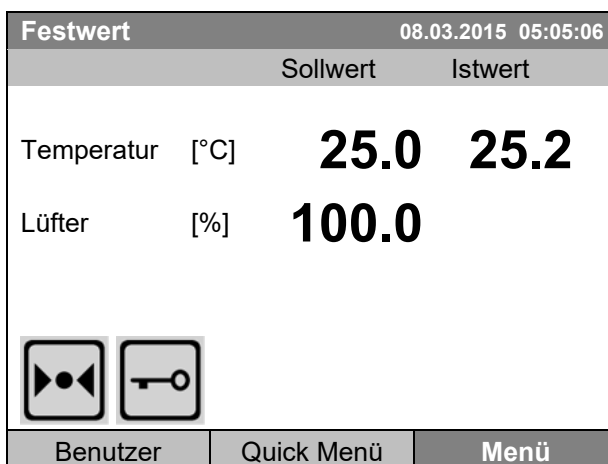 Festwert 08.03.2015 05:05:06
Sollwert Istwert
Temperatur [°C] 25.0 25.2
Lüfter [%] 100.0
Benutzer Quick Menü Menü